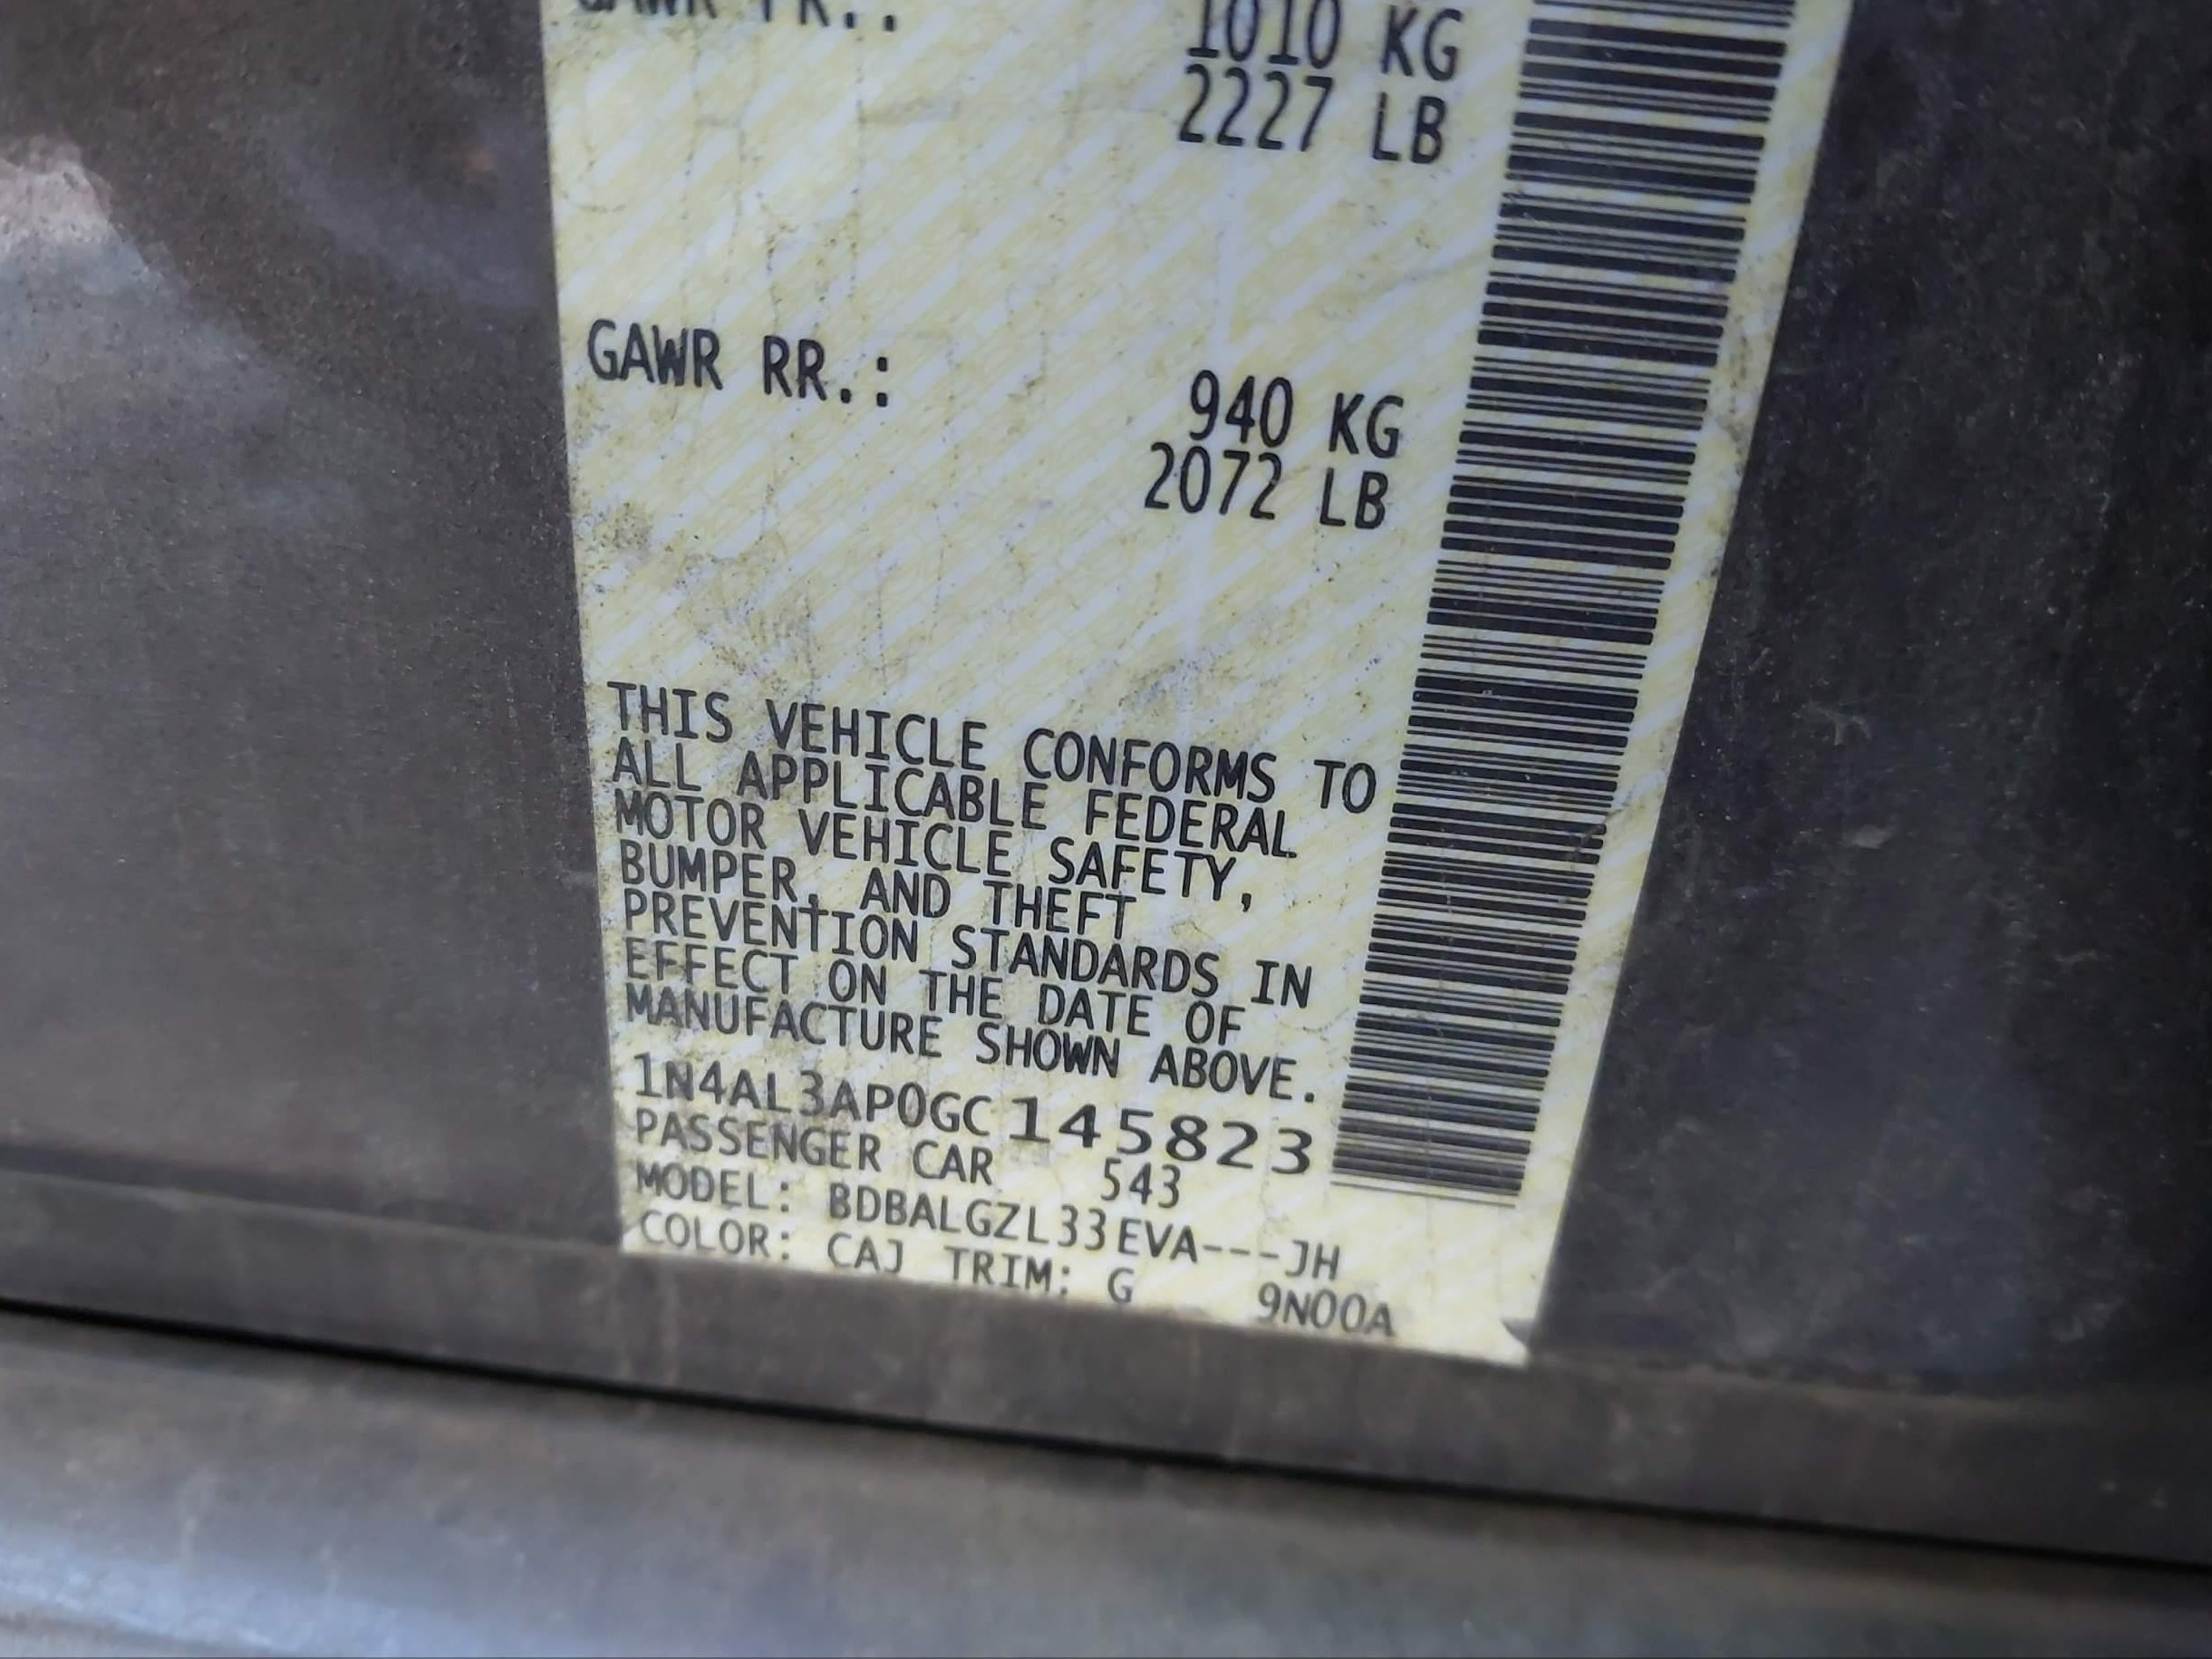 GAWR FR.:
1010 KG
2227 LB
GAWR RR.:
940 KG
2072 LB
THIS VEHICLE CONFORMS TO
ALL APPLICABLE FEDERAL
MOTOR VEHICLE SAFETY,
BUMPER, AND THEFT
PREVENTION STANDARDS IN
EFFECT ON THE DATE OF
MANUFACTURE SHOWN ABOVE.
1N4AL3AP0GC145823
PASSENGER CAR 543
MODEL: BDBALGZL33EVA---JH
COLOR: CAJ TRIM: G 9N00A